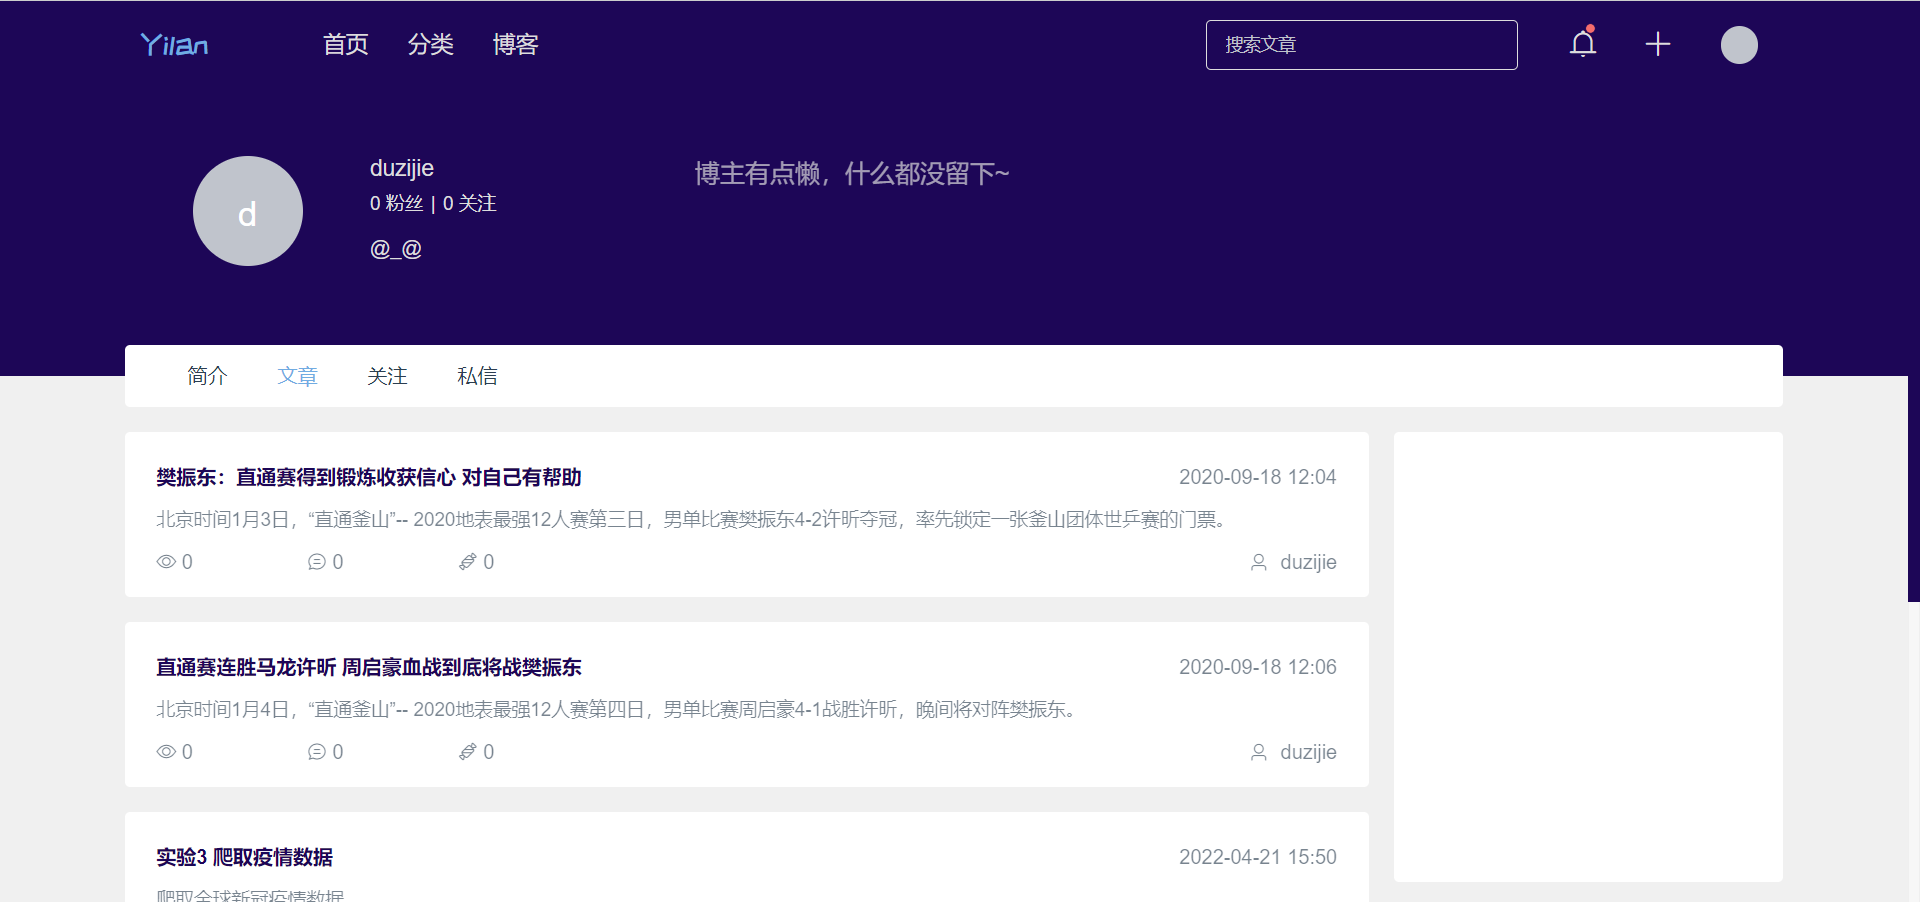 Yilan
首页 分类 博客
搜索文章
d
duzijie
0 粉丝 | 0 关注
@_@
博主有点懒，什么都没留下~
简介 文章 关注 私信
樊振东：直通赛得到锻炼收获信心 对自己有帮助 2020-09-18 12:04
北京时间1月3日，“直通釜山”-- 2020地表最强12人赛第三日，男单比赛樊振东4-2许昕夺冠，率先锁定一张釜山团体世乒赛的门票。
0 0 0 duzijie
直通赛连胜马龙许昕 周启豪血战到底将战樊振东 2020-09-18 12:06
北京时间1月4日，“直通釜山”-- 2020地表最强12人赛第四日，男单比赛周启豪4-1战胜许昕，晚间将对阵樊振东。
0 0 0 duzijie
实验3 爬取疫情数据 2022-04-21 15:50
爬取全球新冠疫情数据